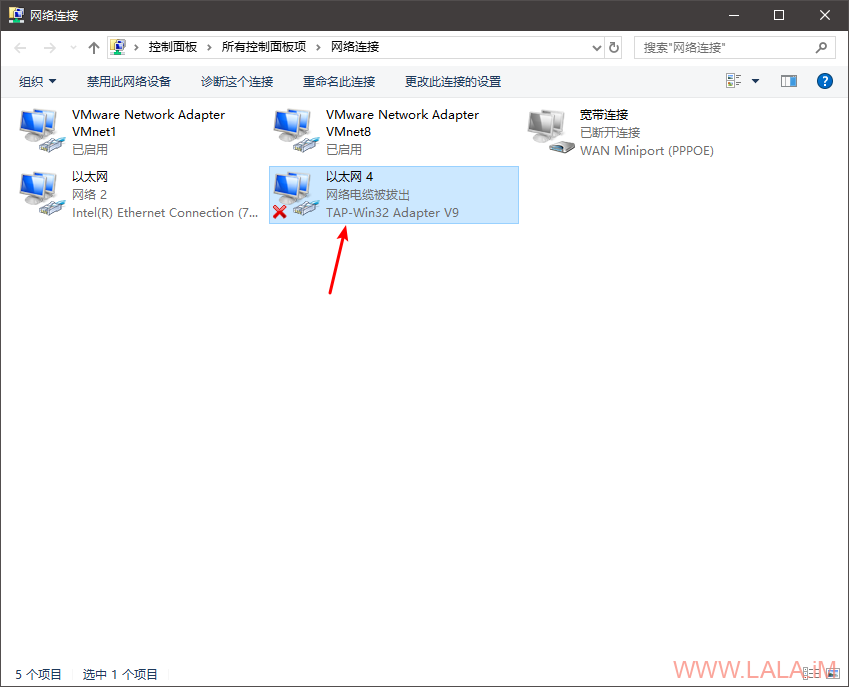 网络连接
控制面板 › 所有控制面板项 › 网络连接
搜索"网络连接"
组织 禁用此网络设备 诊断这个连接 重命名此连接 更改此连接的设置
VMware Network Adapter
VMnet1
已启用
VMware Network Adapter
VMnet8
已启用
宽带连接
已断开连接
WAN Miniport (PPPOE)
以太网
网络 2
Intel(R) Ethernet Connection (7...
以太网 4
网络电缆被拔出
TAP-Win32 Adapter V9
5 个项目 选中 1 个项目
WWW.LALA.iM